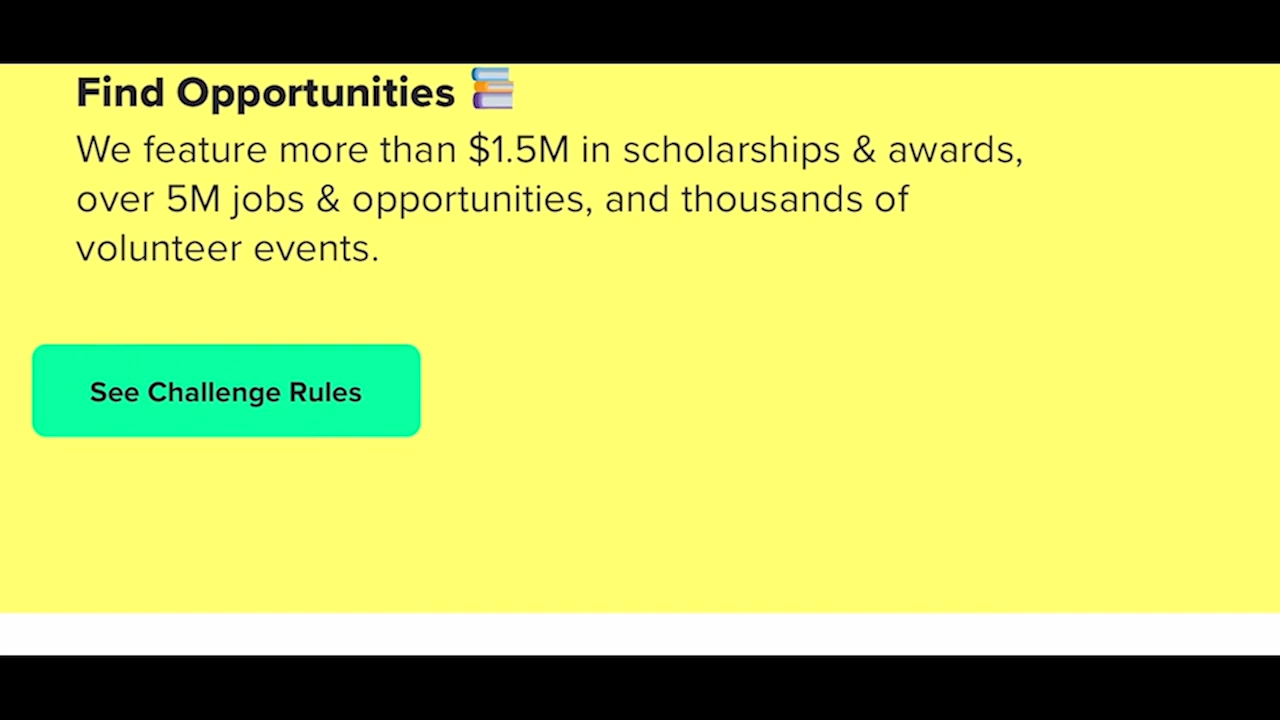 Find Opportunities 📚
We feature more than $1.5M in scholarships & awards,
over 5M jobs & opportunities, and thousands of
volunteer events.
See Challenge Rules